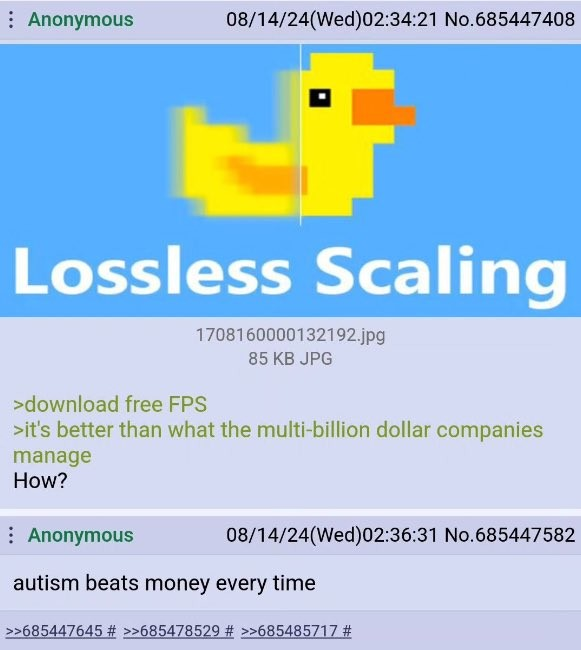 Anonymous 08/14/24(Wed)02:34:21 No.685447408
Lossless Scaling
1708160000132192.jpg
85 KB JPG
>download free FPS
>it's better than what the multi-billion dollar companies
manage
How?
Anonymous 08/14/24(Wed)02:36:31 No.685447582
autism beats money every time
>>685447645 # >>685478529 # >>685485717 #